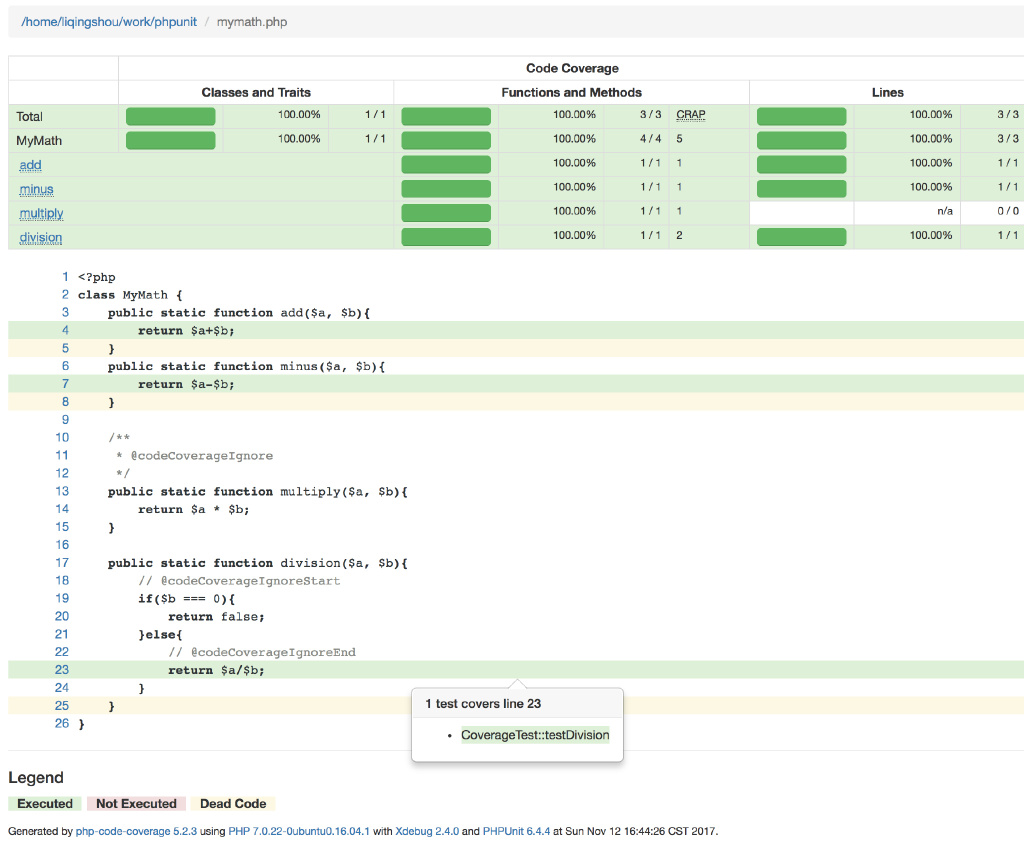 /home/liqingshou/work/phpunit / mymath.php
Code Coverage
Classes and Traits Functions and Methods Lines
Total 100.00% 1 / 1 100.00% 3 / 3 CRAP 100.00% 3 / 3
MyMath 100.00% 1 / 1 100.00% 4 / 4 5 100.00% 3 / 3
add 100.00% 1 / 1 1 100.00% 1 / 1
minus 100.00% 1 / 1 1 100.00% 1 / 1
multiply 100.00% 1 / 1 1 n/a 0 / 0
division 100.00% 1 / 1 2 100.00% 1 / 1
1 <?php
2 class MyMath {
3 public static function add($a, $b){
4 return $a+$b;
5 }
6 public static function minus($a, $b){
7 return $a-$b;
8 }
9
10 /**
11 * @codeCoverageIgnore
12 */
13 public static function multiply($a, $b){
14 return $a * $b;
15 }
16
17 public static function division($a, $b){
18 // @codeCoverageIgnoreStart
19 if($b === 0){
20 return false;
21 }else{
22 // @codeCoverageIgnoreEnd
23 return $a/$b;
24 }
25 }
26 }
1 test covers line 23
• CoverageTest::testDivision
Legend
Executed Not Executed Dead Code
Generated by php-code-coverage 5.2.3 using PHP 7.0.22-0ubuntu0.16.04.1 with Xdebug 2.4.0 and PHPUnit 6.4.4 at Sun Nov 12 16:44:26 CST 2017.